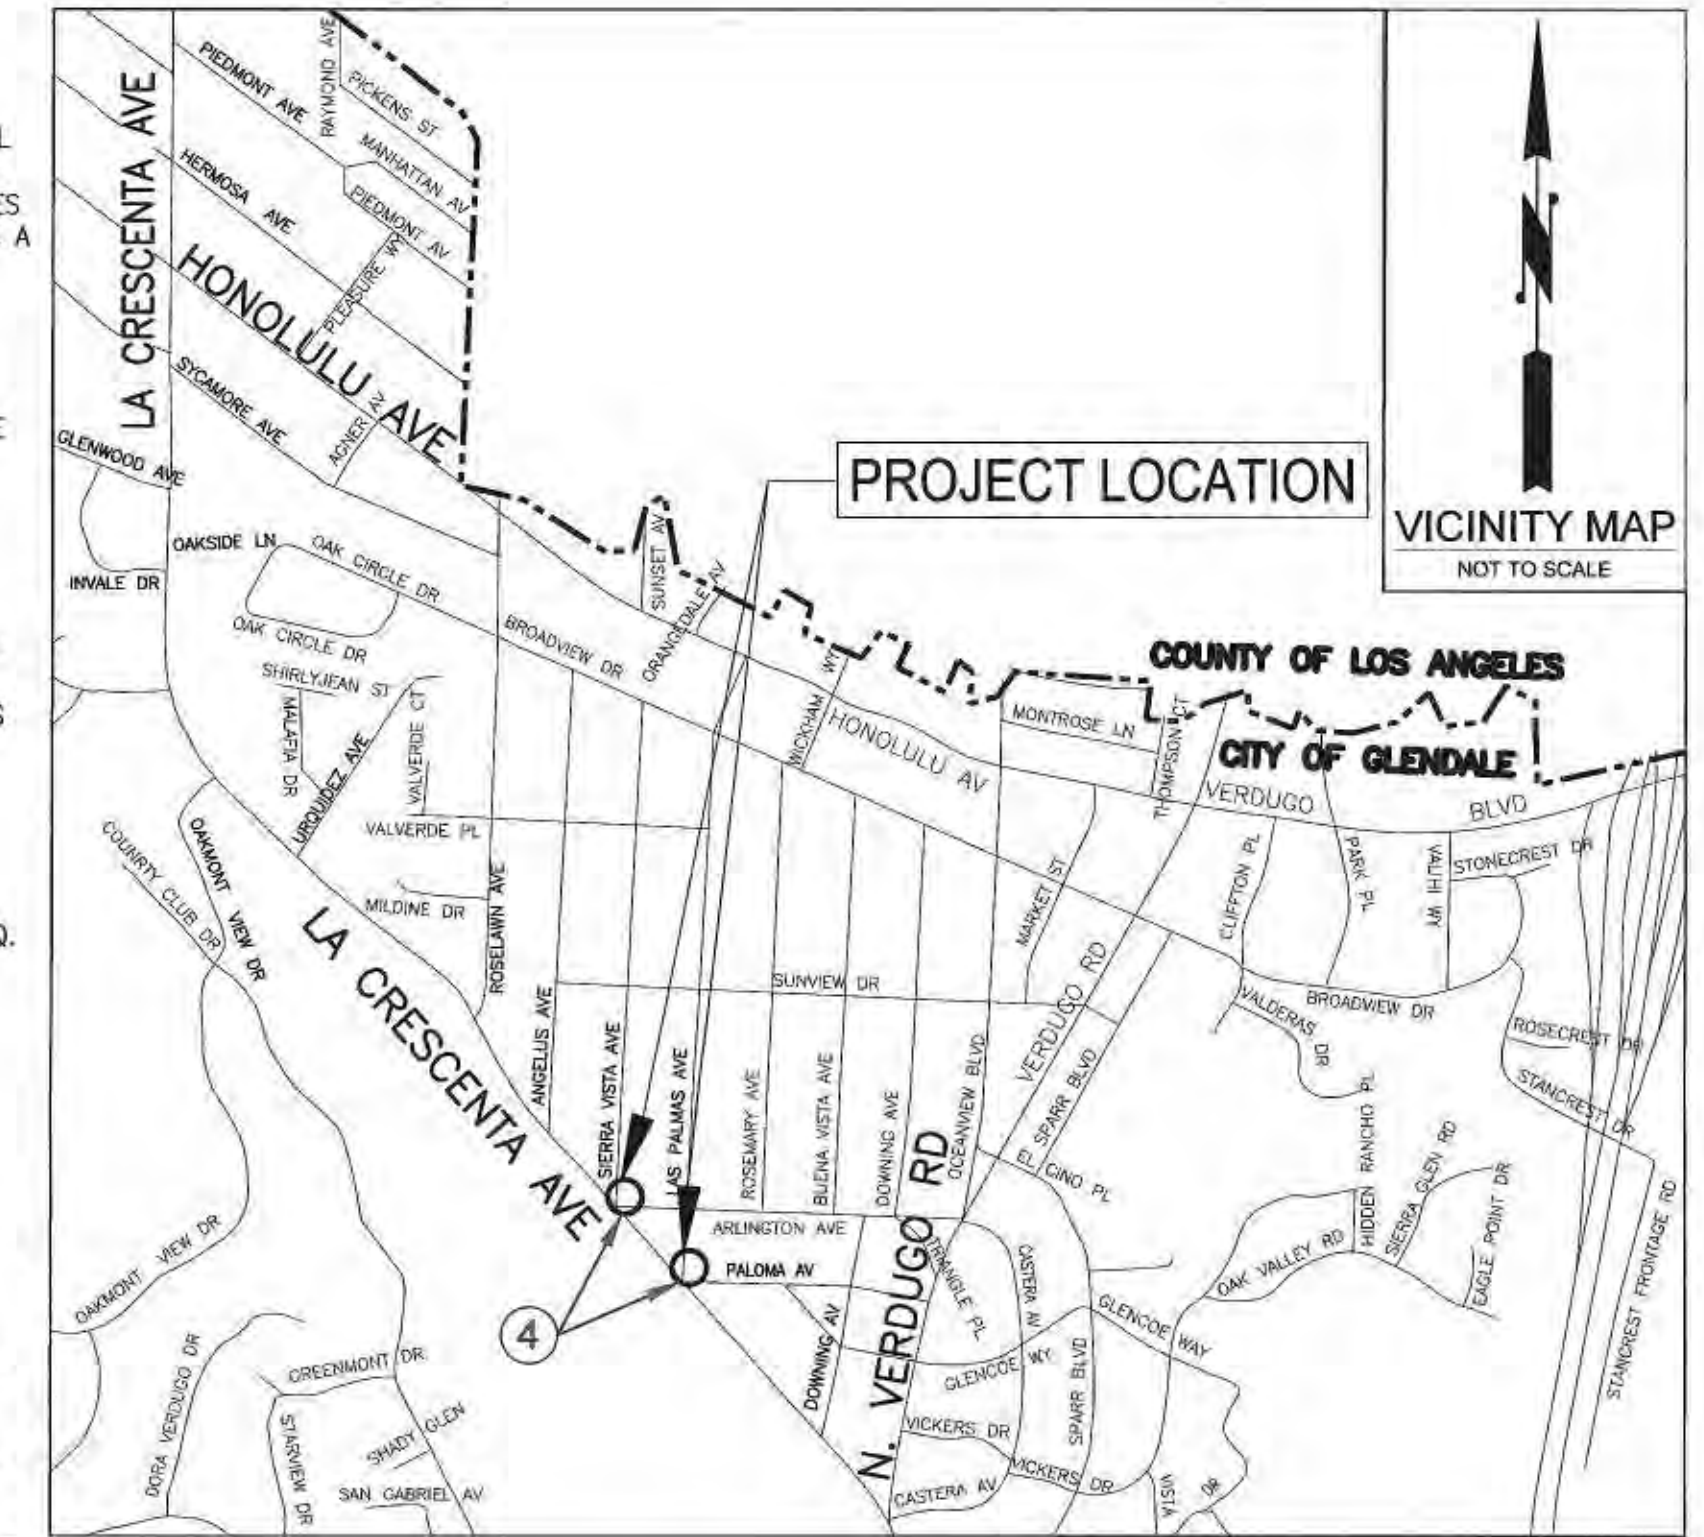 L
ES
A
E
S
Q.
LA CRESCENTA AVE
PIEDMONT AVE
RAYMOND AVE
PICKENS ST
MANHATTAN AV
PIEDMONT AV
HERMOSA AVE
PLEASURE WY
HONOLULU AVE
SYCAMORE AVE
AGNER AV
GLENWOOD AVE
OAKSIDE LN
OAK CIRCLE DR
INVALE DR
OAK CIRCLE DR
SHIRLYJEAN ST
MALAFIA DR
URQUIDEZ AVE
VALVERDE CT
VALVERDE PL
BROADVIEW DR
SUNSET AV
ORANGEDALE AV
PROJECT LOCATION
VICINITY MAP
NOT TO SCALE
COUNTY OF LOS ANGELES
CITY OF GLENDALE
WICKHAM WY
HONOLULU AV
MONTROSE LN
THOMPSON CT
VERDUGO BLVD
CLIFFTON PL
PARK PL
VALIHI WY
STONECREST DR
COUNRTY CLUB DR
OAKMONT VIEW DR
MILDINE DR
ROSELAWN AVE
LA CRESCENTA AVE
ANGELUS AVE
SIERRA VISTA AVE
LAS PALMAS AVE
ROSEMARY AVE
BUENA VISTA AVE
DOWNING AVE
OCEANVIEW BLVD
SUNVIEW DR
MARKET ST
VERDUGO RD
EL SPARR BLVD
VALDERAS DR
BROADVIEW DR
ROSECREST DR
STANCREST DR
HIDDEN RANCHO PL
SIERRA GLEN RD
EAGLE POINT DR
STANCREST FRONTAGE RD
EL CINO PL
ARLINGTON AVE
PALOMA AV
N. VERDUGO RD
TRIANGLE PL
CASTERA AV
OAK VALLEY RD
GLENCOE WAY
4
OAKMONT VIEW DR
DORA VERDUGO DR
GREENMONT DR
STARVIEW DR
SHADY GLEN
SAN GABRIEL AV
DOWNING AV
GLENCOE WY
SPARR BLVD
VICKERS DR
VICKERS DR
CASTERA AV
VISTA DR